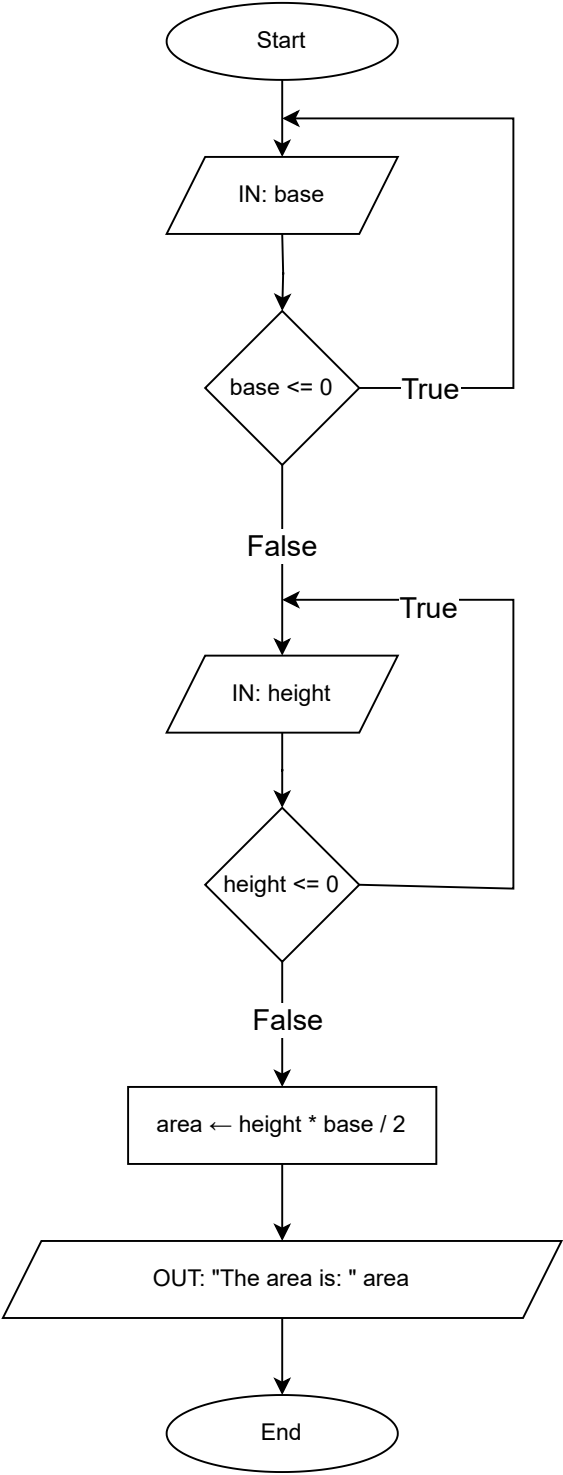 Start
IN: base
base <= 0
True
False
True
IN: height
height <= 0
False
area ← height * base / 2
OUT: "The area is: " area
End